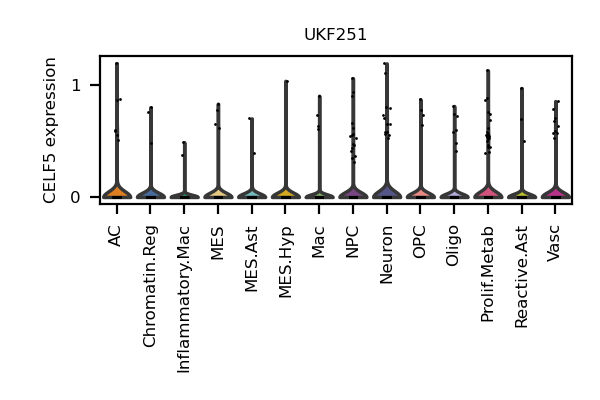 UKF251
CELF5 expression
1
0
AC
Chromatin.Reg
Inflammatory.Mac
MES
MES.Ast
MES.Hyp
Mac
NPC
Neuron
OPC
Oligo
Prolif.Metab
Reactive.Ast
Vasc